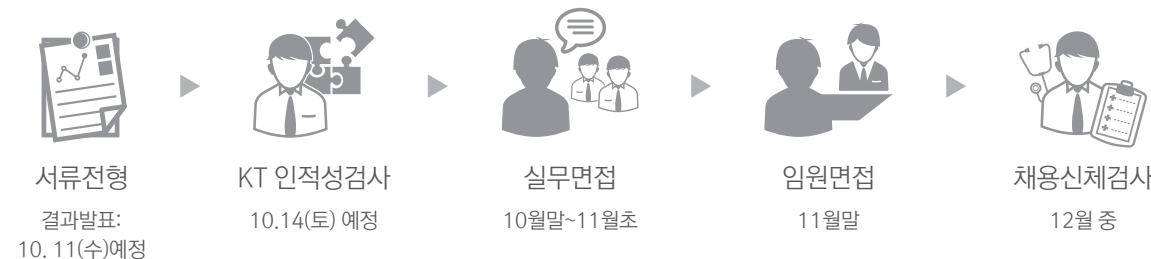 서류전형
결과발표:
10. 11(수)예정
KT 인적성검사
10.14(토) 예정
실무면접
10월말~11월초
임원면접
11월말
채용신체검사
12월 중